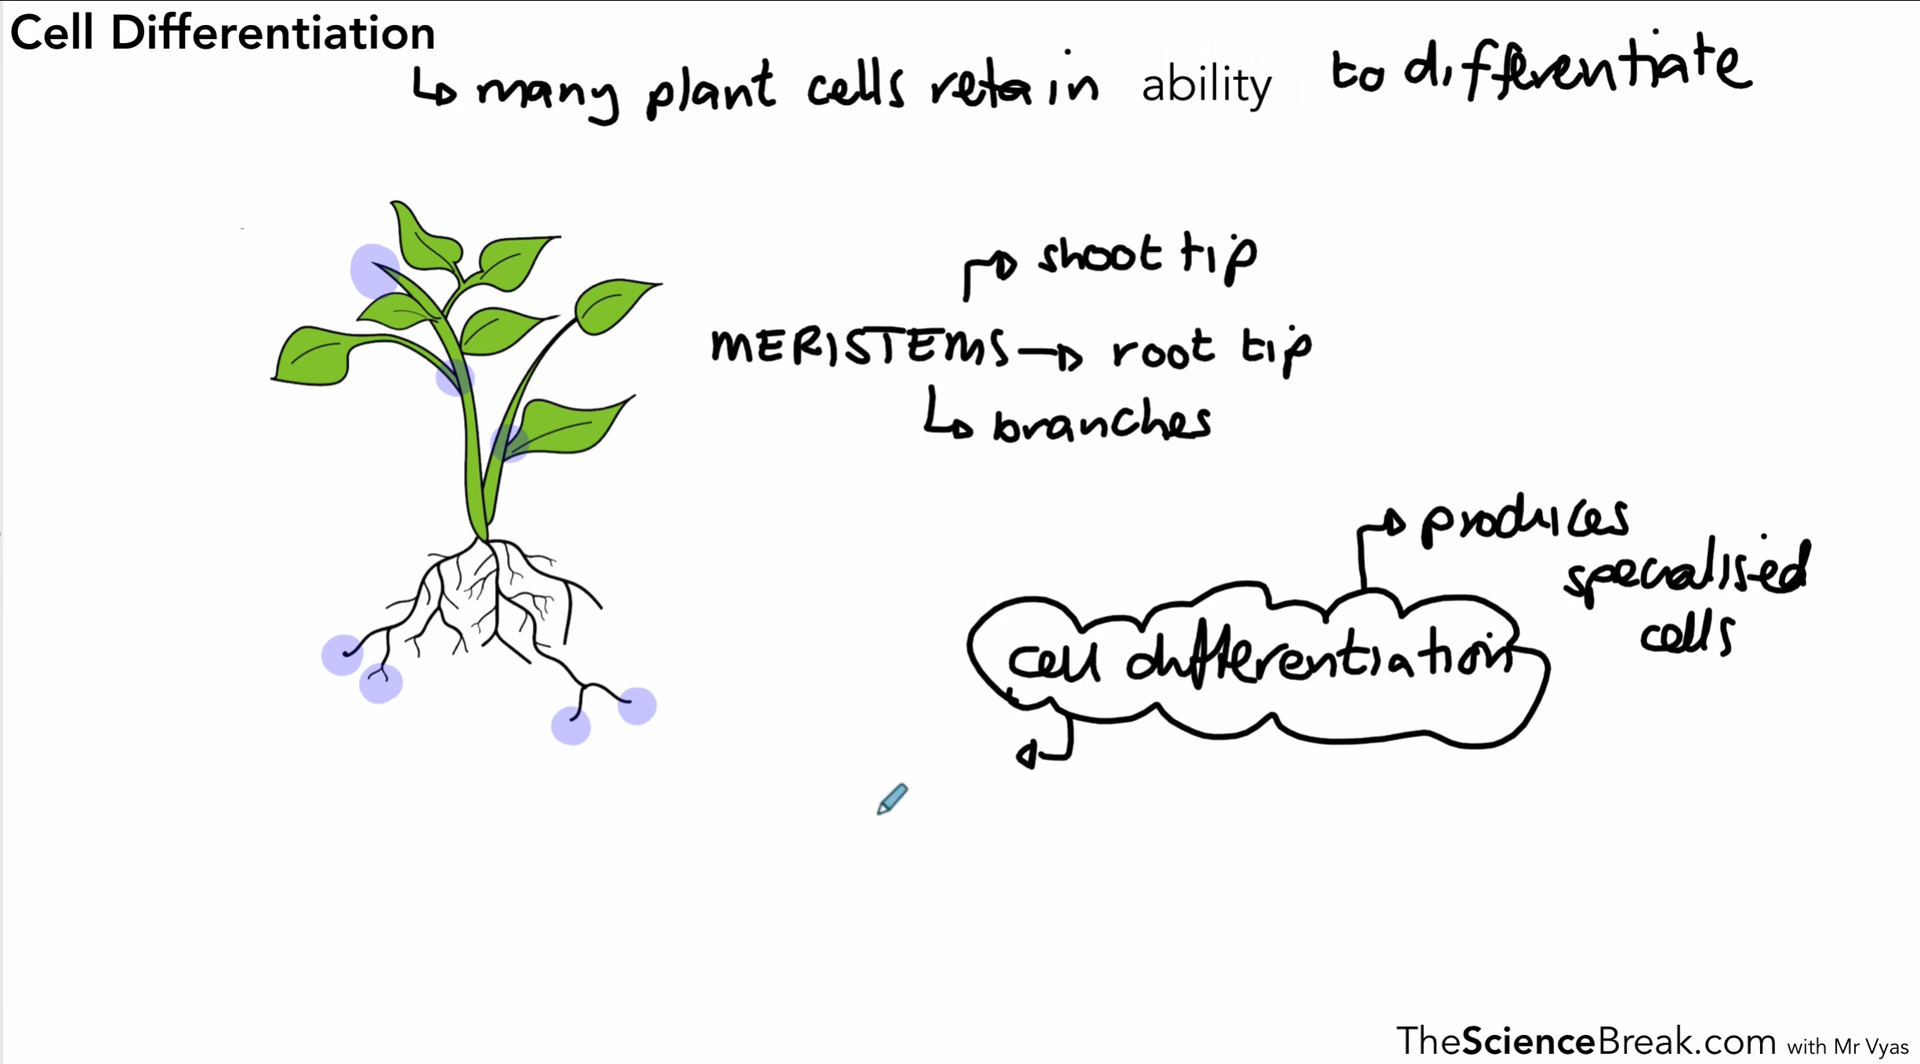 Cell Differentiation
↳ many plant cells retain ability to differentiate
shoot tip
MERISTEMS → root tip
branches
produces
specialised
cells
cell differentiation
TheScienceBreak.com with Mr Vyas